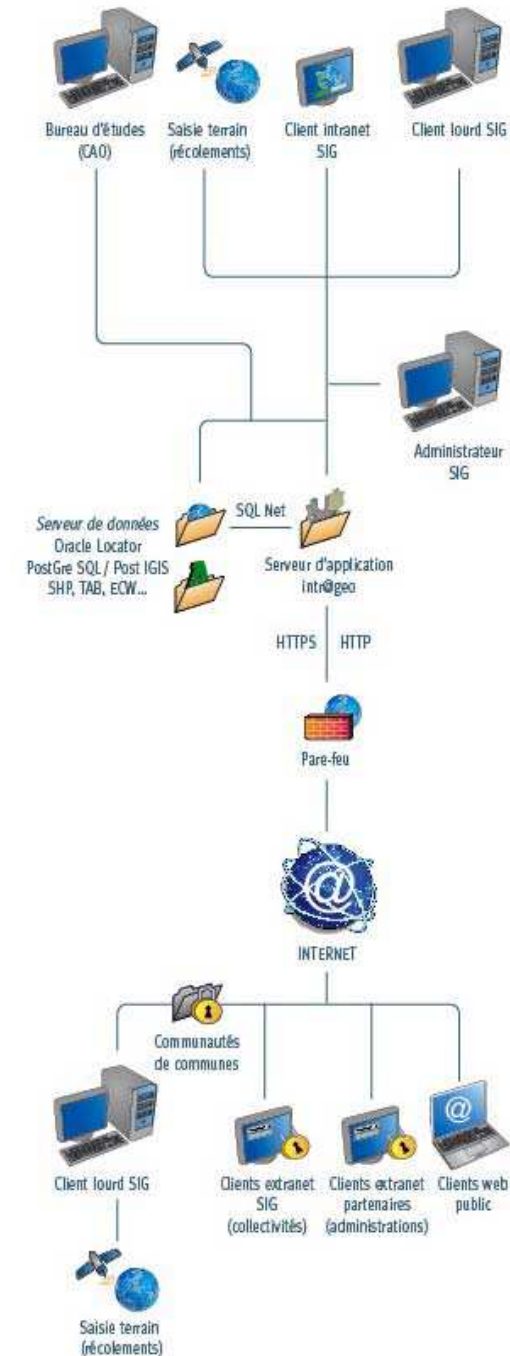 Bureau d'études
(CAO)
Saisie terrain
(récolements)
Client intranet
SIG
Client lourd SIG
Administrateur
SIG
Serveur de données
Oracle Locator
PostGre SQL / Post IGIS
SHP, TAB, ECW...
SQL Net
Serveur d'application
intr@geo
HTTPS
HTTP
Pare-feu
@
INTERNET
Communautés
de communes
Client lourd SIG
Clients extranet
SIG
(collectivités)
Clients extranet
partenaires
(administrations)
@
Clients web
public
Saisie terrain
(récolements)